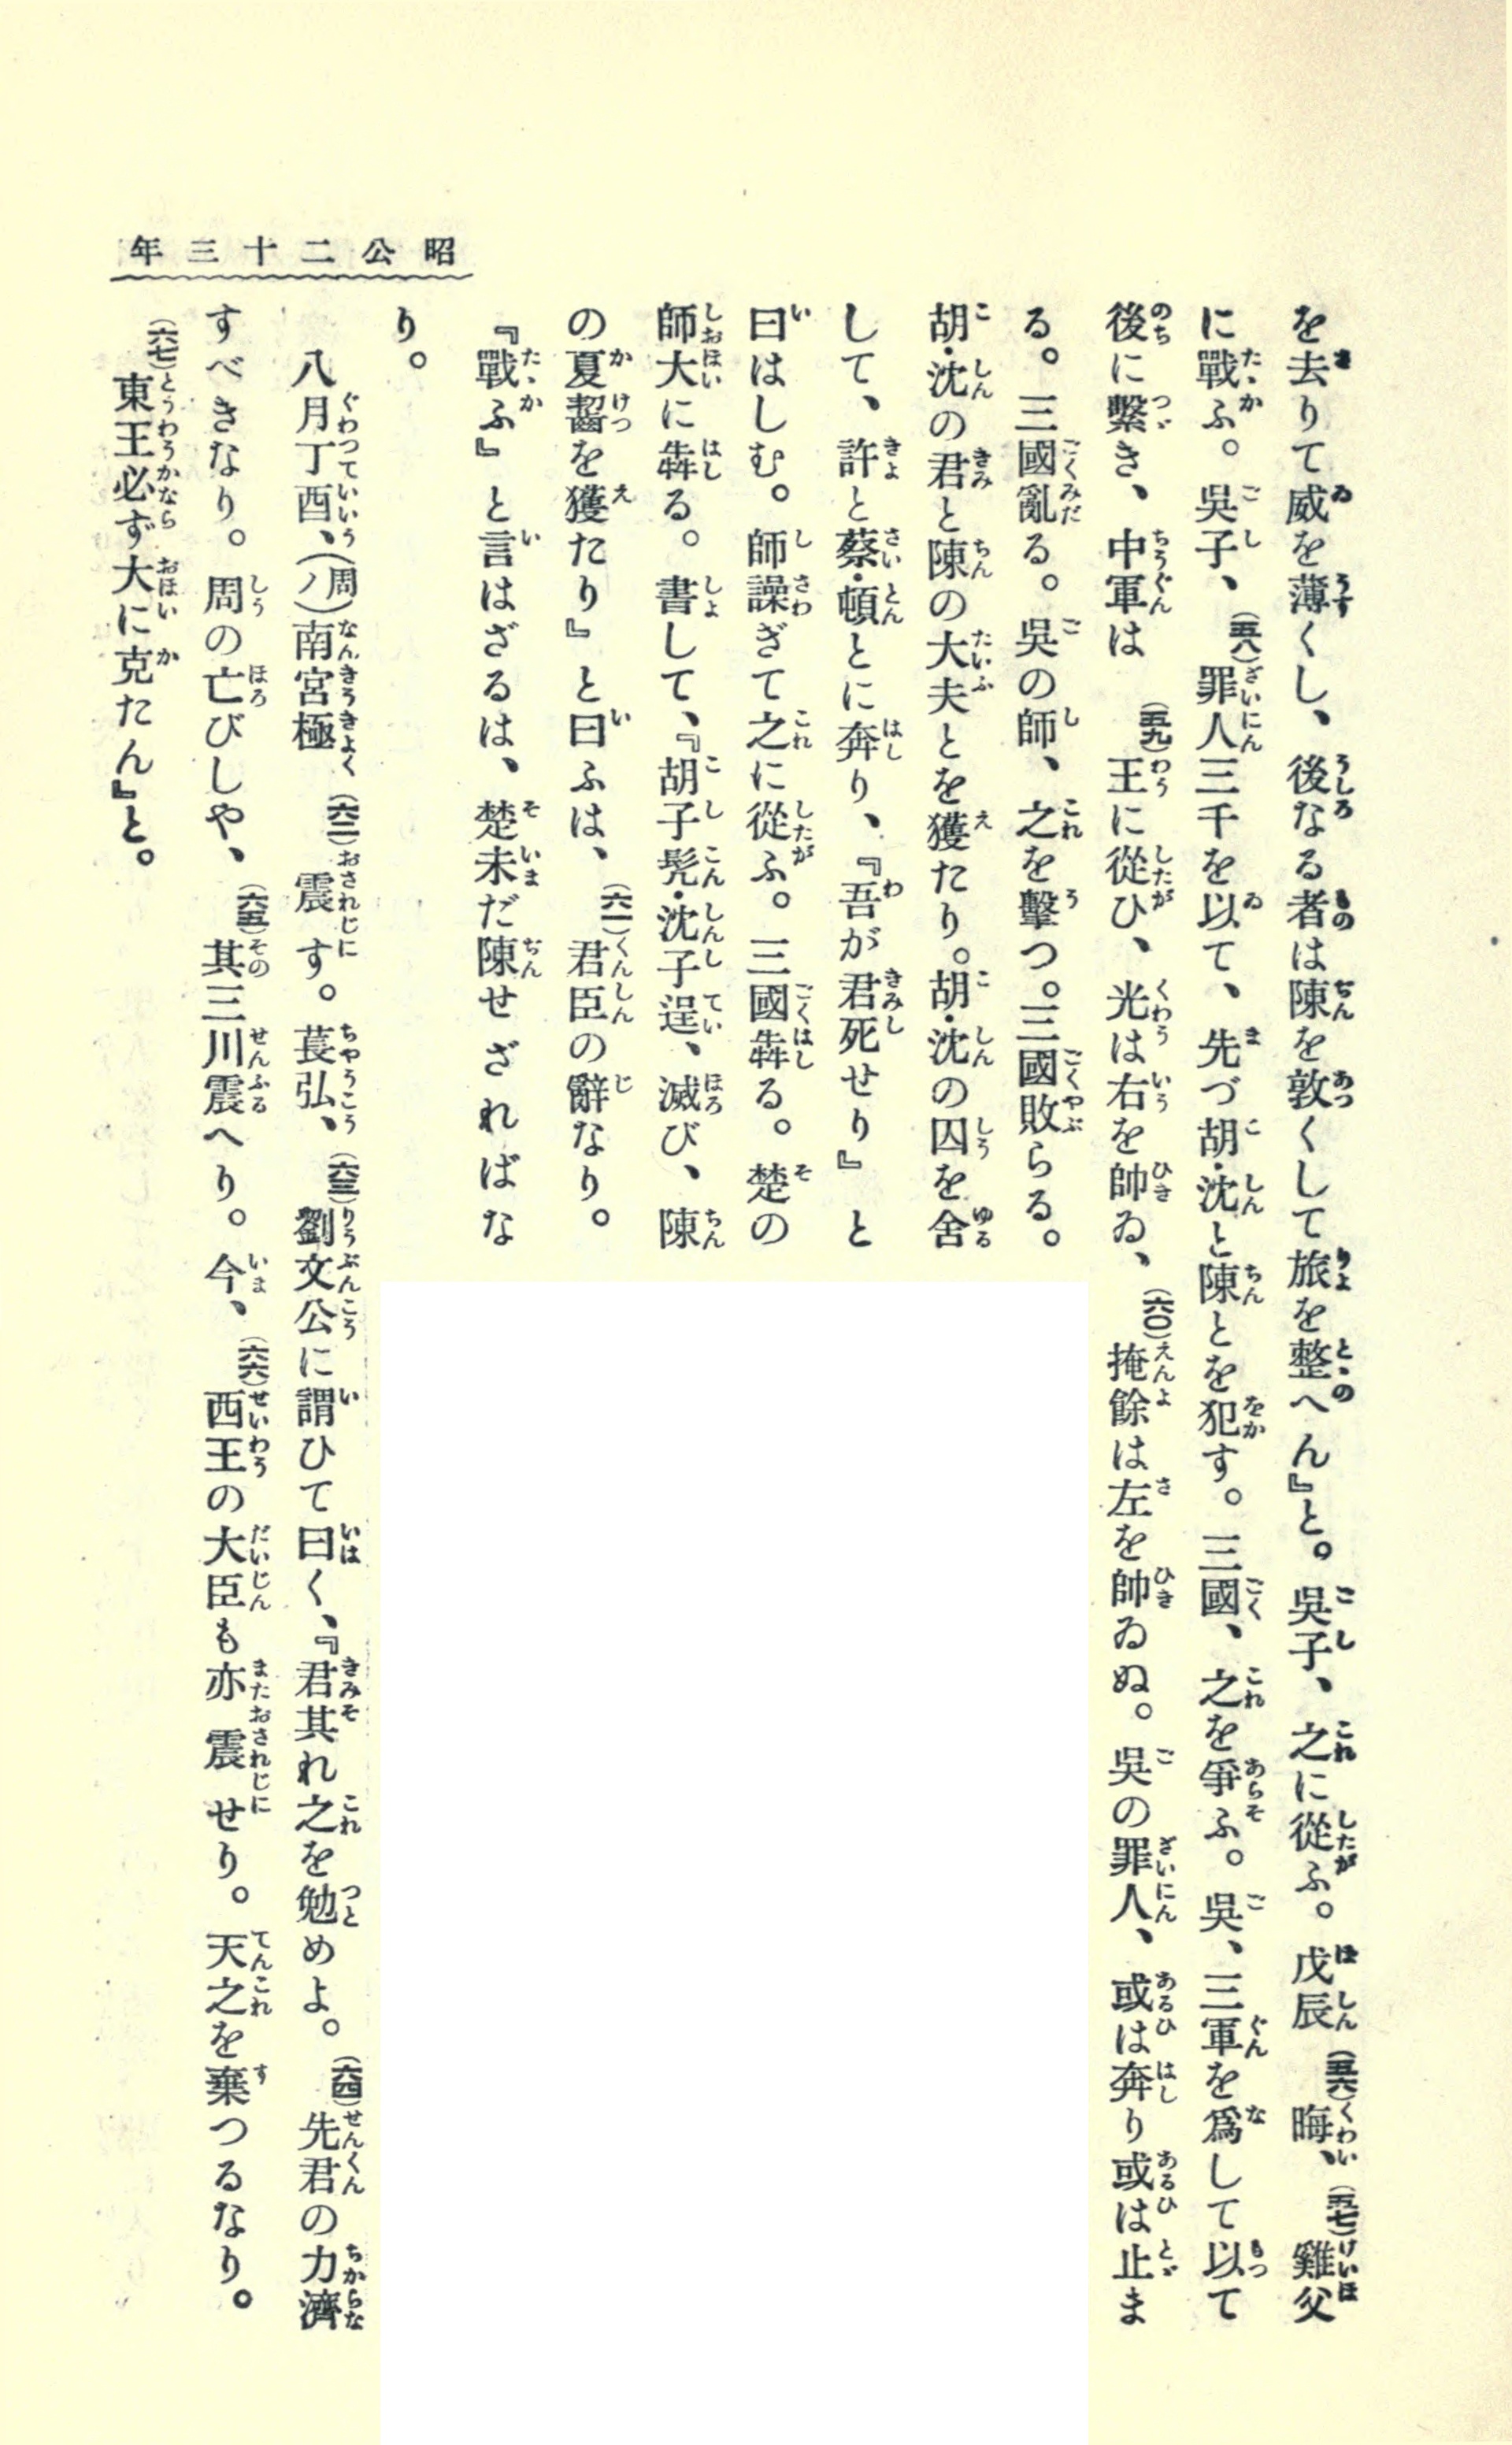 昭公二十三年
を去りて威を薄くし、後なる者は陳を敦くして旅を整へん』と。吳子、之に從ふ。戊辰(五六)晦、(五七)雞父
に戰ふ。吳子、(五八)罪人三千を以て、先づ胡・沈と陳とを犯す。三國、之を爭ふ。吳、三軍を爲して以て
後に繫き、中軍は(五九)王に從ひ、光は右を帥ゐ、(六〇)掩餘は左を帥ゐぬ。吳の罪人、或は奔り或は止ま
る。三國亂る。吳の師、之を擊つ。三國敗らる。
胡・沈の君と陳の大夫とを獲たり。胡・沈の囚を舍
して、許と蔡・頓とに奔り、『吾が君死せり』と
曰はしむ。師譟ぎて之に從ふ。三國犇る。楚の
師大に犇る。書して、『胡子髡・沈子逞、滅び、陳
の夏齧を獲たり』と曰ふは、(六一)君臣の辭なり。
『戰ふ』と言はざるは、楚未だ陳せざればな
り。
八月丁酉、(周ノ)南宮極(六二)震す。萇弘、(六三)劉文公に謂ひて曰く、『君其れ之を勉めよ。(六四)先君の力濟
すべきなり。周の亡びしや、(六五)其三川震へり。今、(六六)西王の大臣も亦震せり。天之を棄つるなり。
(六七)東王必ず大に克たん』と。